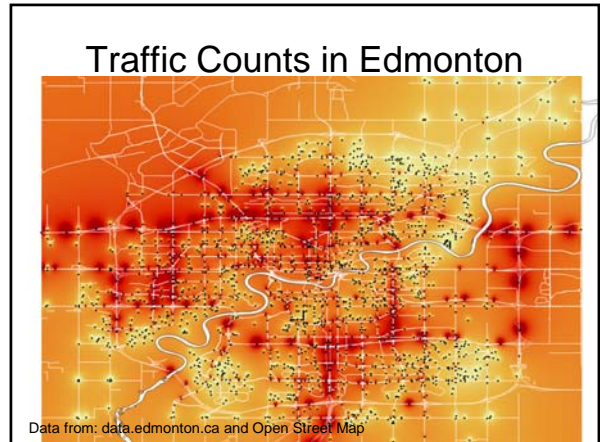 Traffic Counts in Edmonton
Data from: data.edmonton.ca and Open Street Map